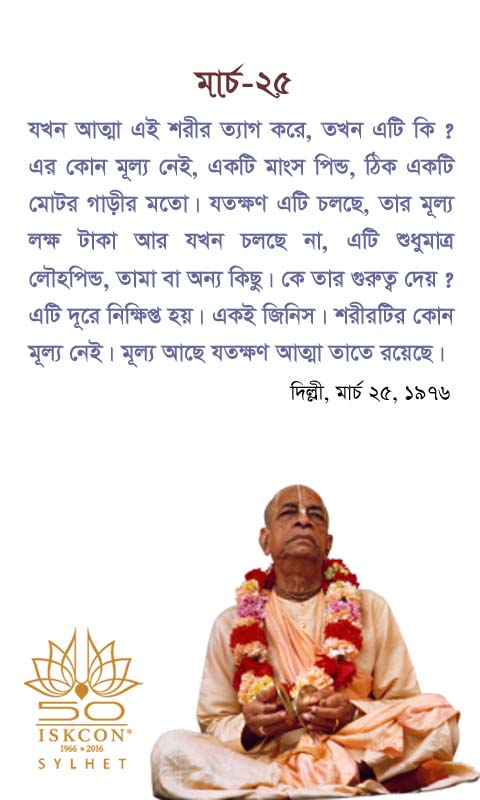 মার্চ-২৫
যখন আত্মা এই শরীর ত্যাগ করে, তখন এটি কি ?
এর কোন মূল্য নেই, একটি মাংস পিন্ড, ঠিক একটি
মোটর গাড়ীর মতো। যতক্ষণ এটি চলছে, তার মূল্য
লক্ষ টাকা আর যখন চলছে না, এটি শুধুমাত্র
লৌহপিন্ড, তামা বা অন্য কিছু। কে তার গুরুত্ব দেয় ?
এটি দূরে নিক্ষিপ্ত হয়। একই জিনিস। শরীরটির কোন
মূল্য নেই। মূল্য আছে যতক্ষণ আত্মা তাতে রয়েছে।
দিল্লী, মার্চ ২৫, ১৯৭৬
50
ISKCON®
1966 • 2016
SYLHET